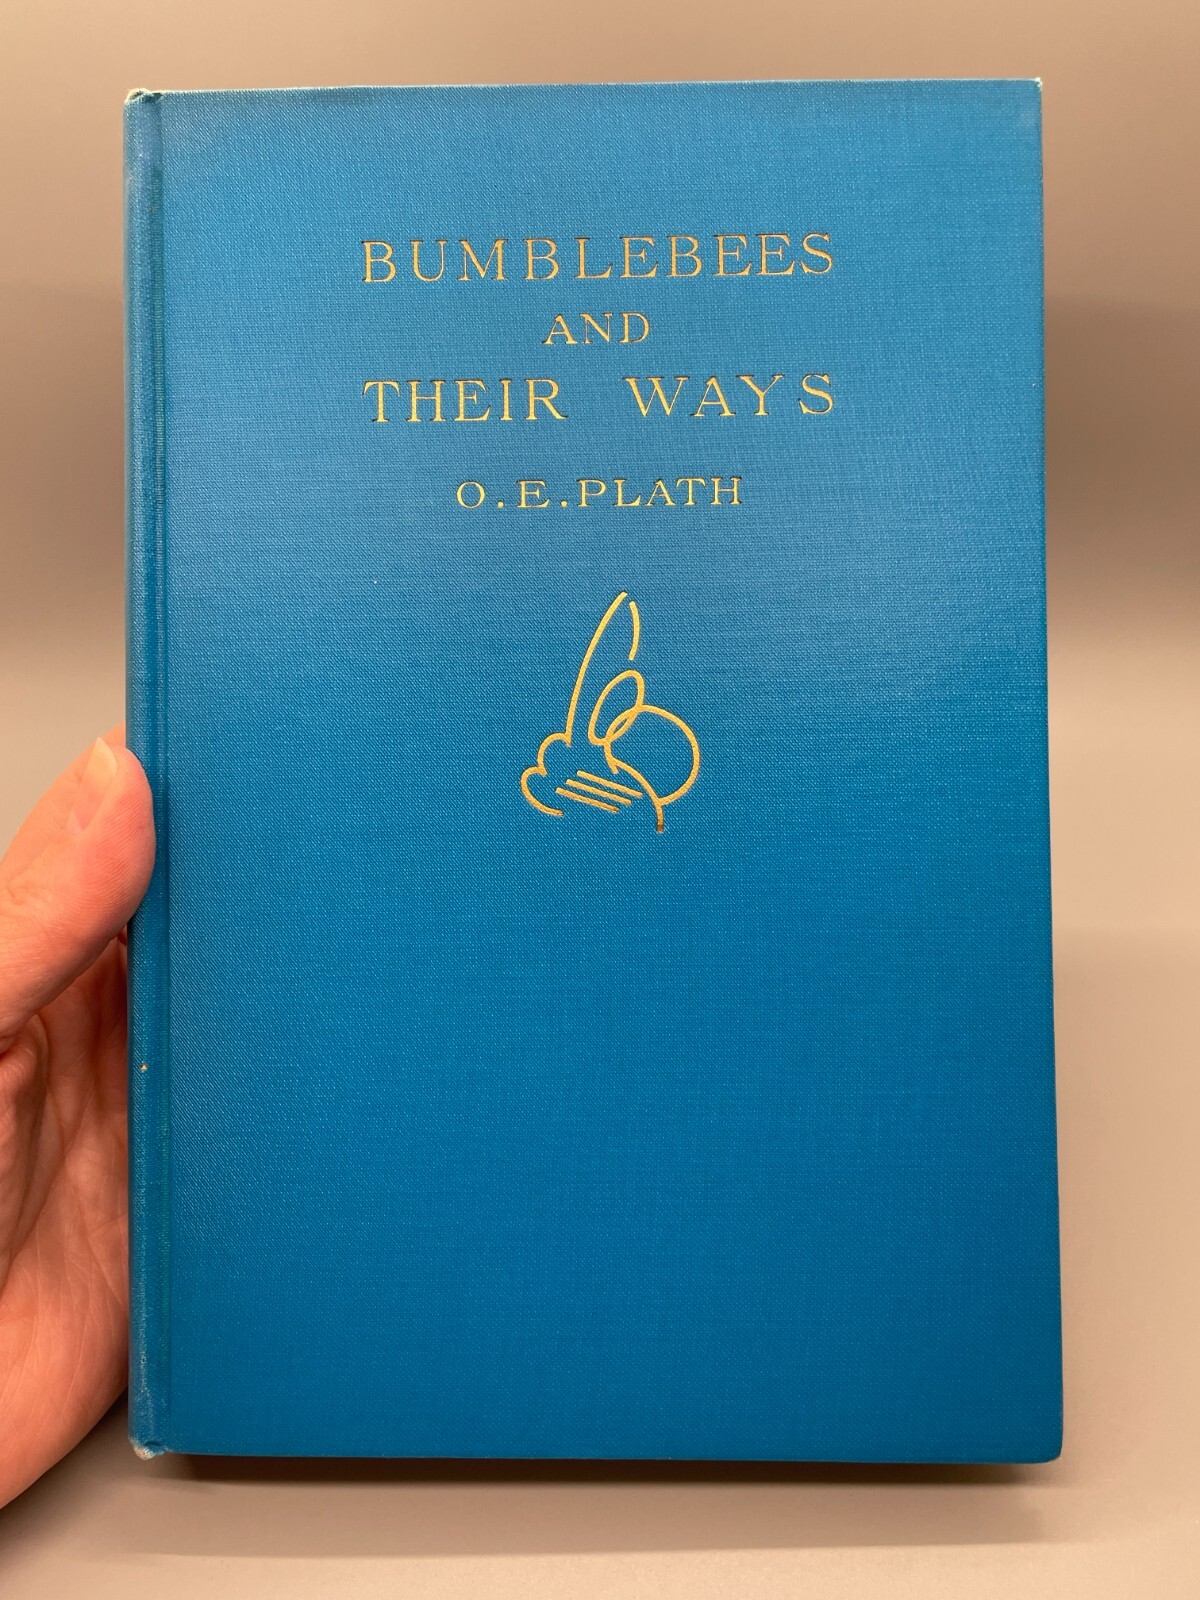 BUMBLEBEES
AND
THEIR WAYS
O.E.PLATH